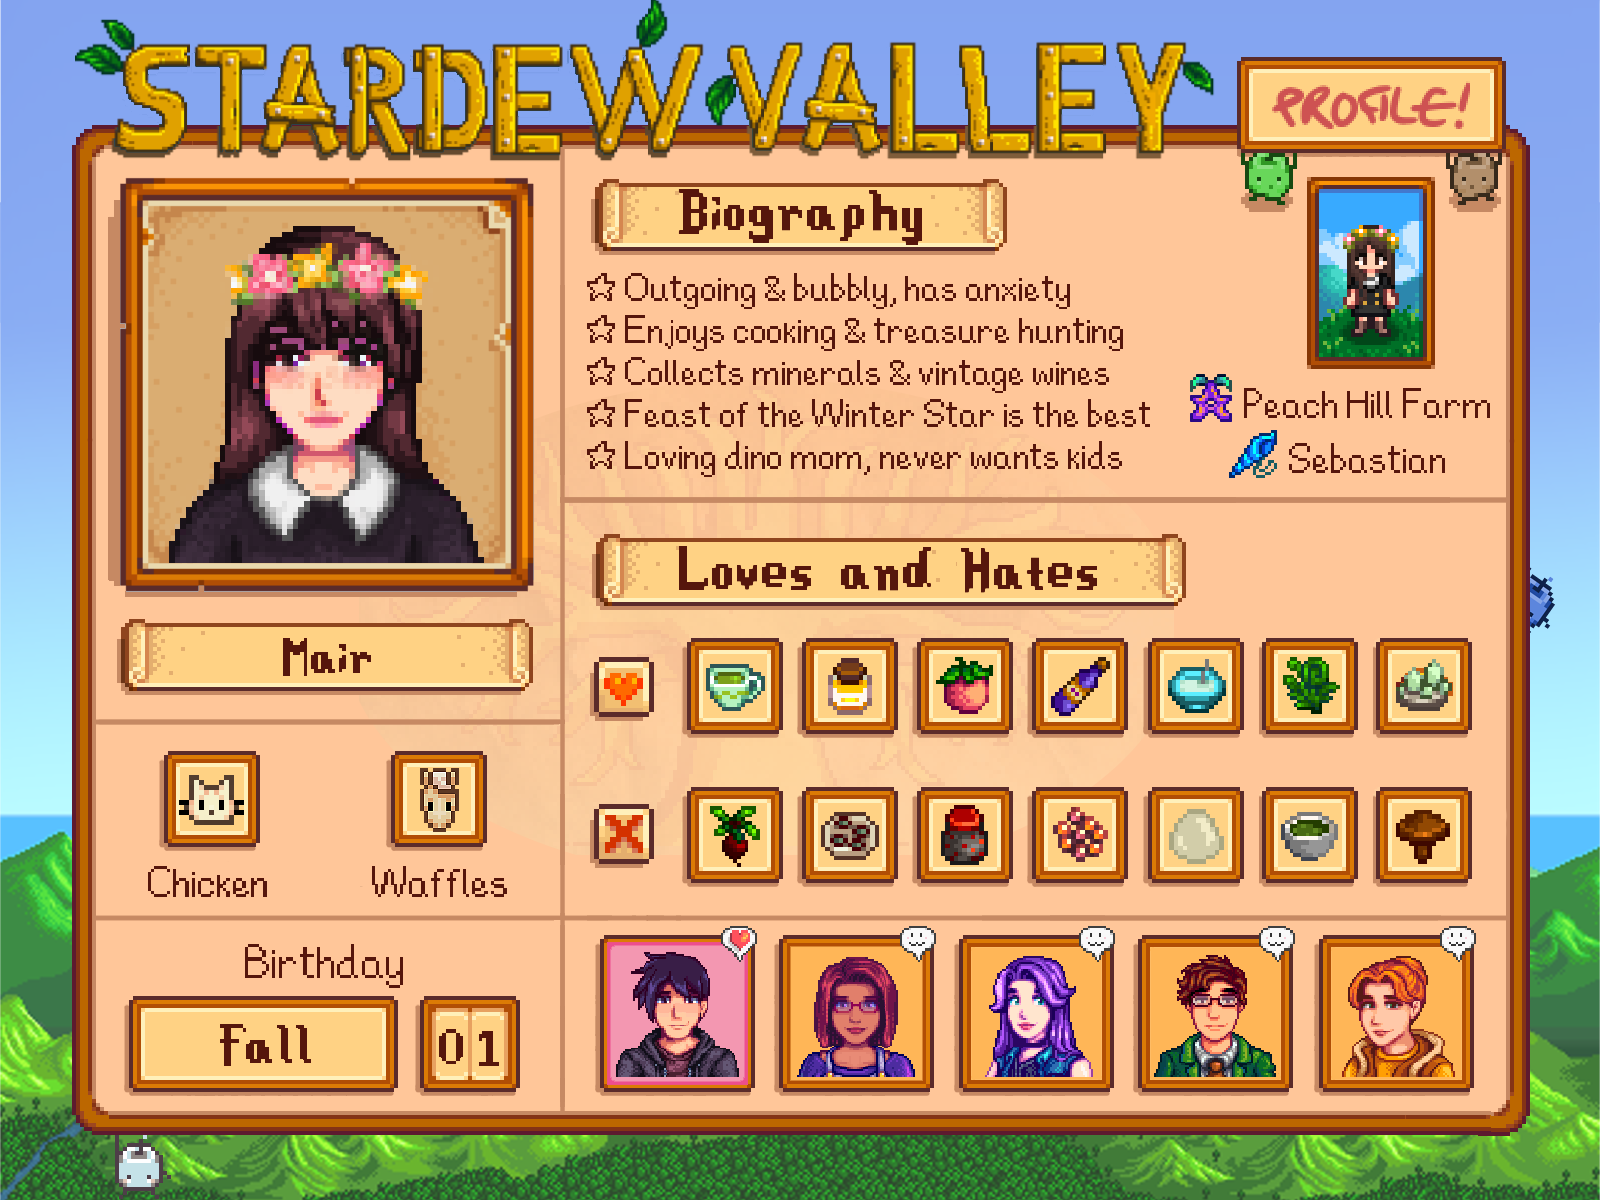 STARDEW VALLEY
PROFILE!
Biography
Outgoing & bubbly, has anxiety
Enjoys cooking & treasure hunting
Collects minerals & vintage wines
Feast of the Winter Star is the best
Loving dino mom, never wants kids
Peach Hill Farm
Sebastian
Mair
Loves and Hates
Chicken
Waffles
Birthday
Fall
01